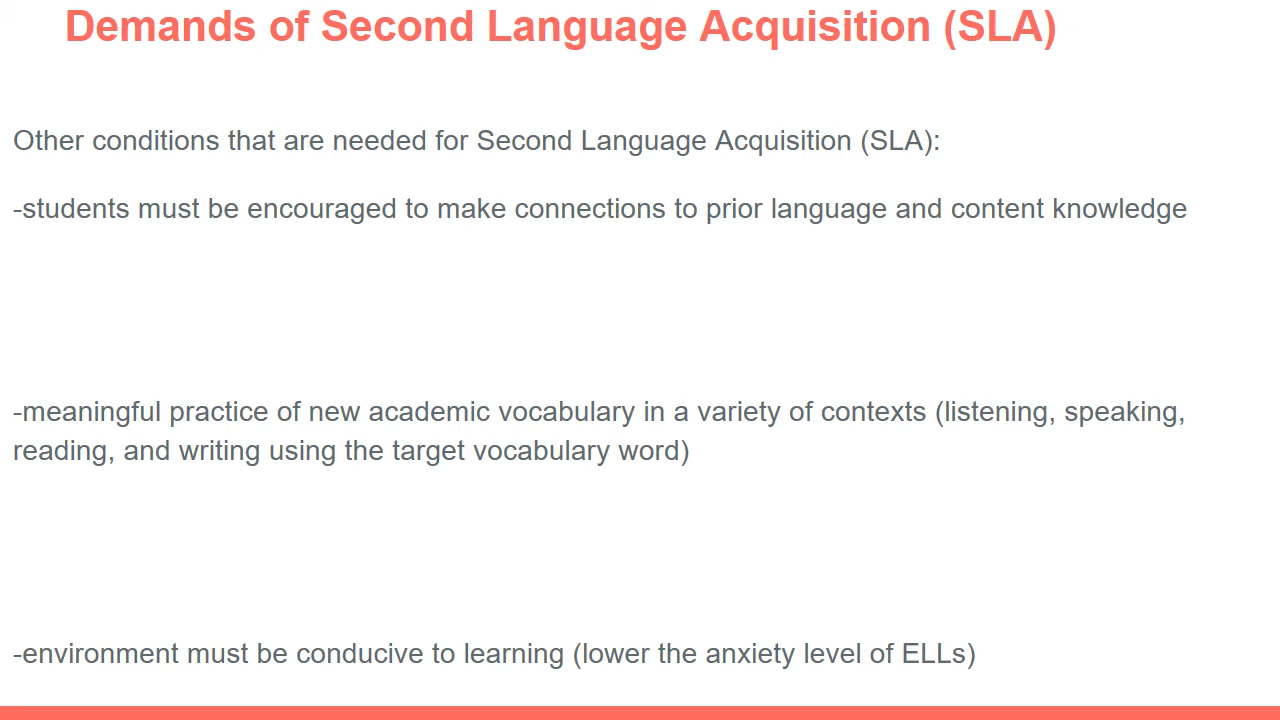 Demands of Second Language Acquisition (SLA)
Other conditions that are needed for Second Language Acquisition (SLA):
-students must be encouraged to make connections to prior language and content knowledge
-meaningful practice of new academic vocabulary in a variety of contexts (listening, speaking,
reading, and writing using the target vocabulary word)
-environment must be conducive to learning (lower the anxiety level of ELLs)